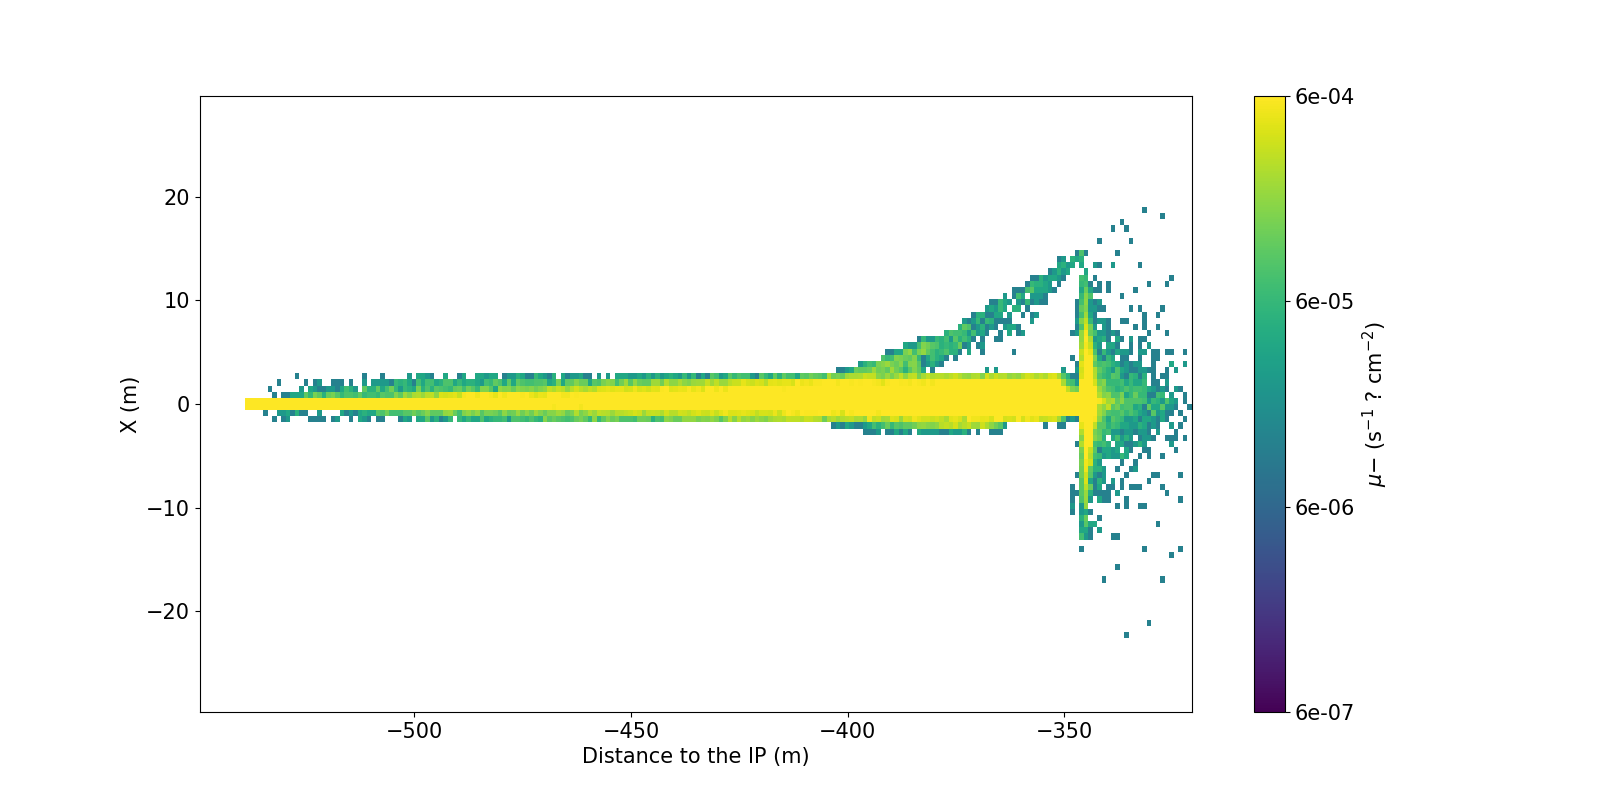 20
10
0
−10
−20
X (m)
−500
−450
−400
−350
Distance to the IP (m)
6e-04
6e-05
6e-06
6e-07
μ− (s⁻¹ ? cm⁻²)